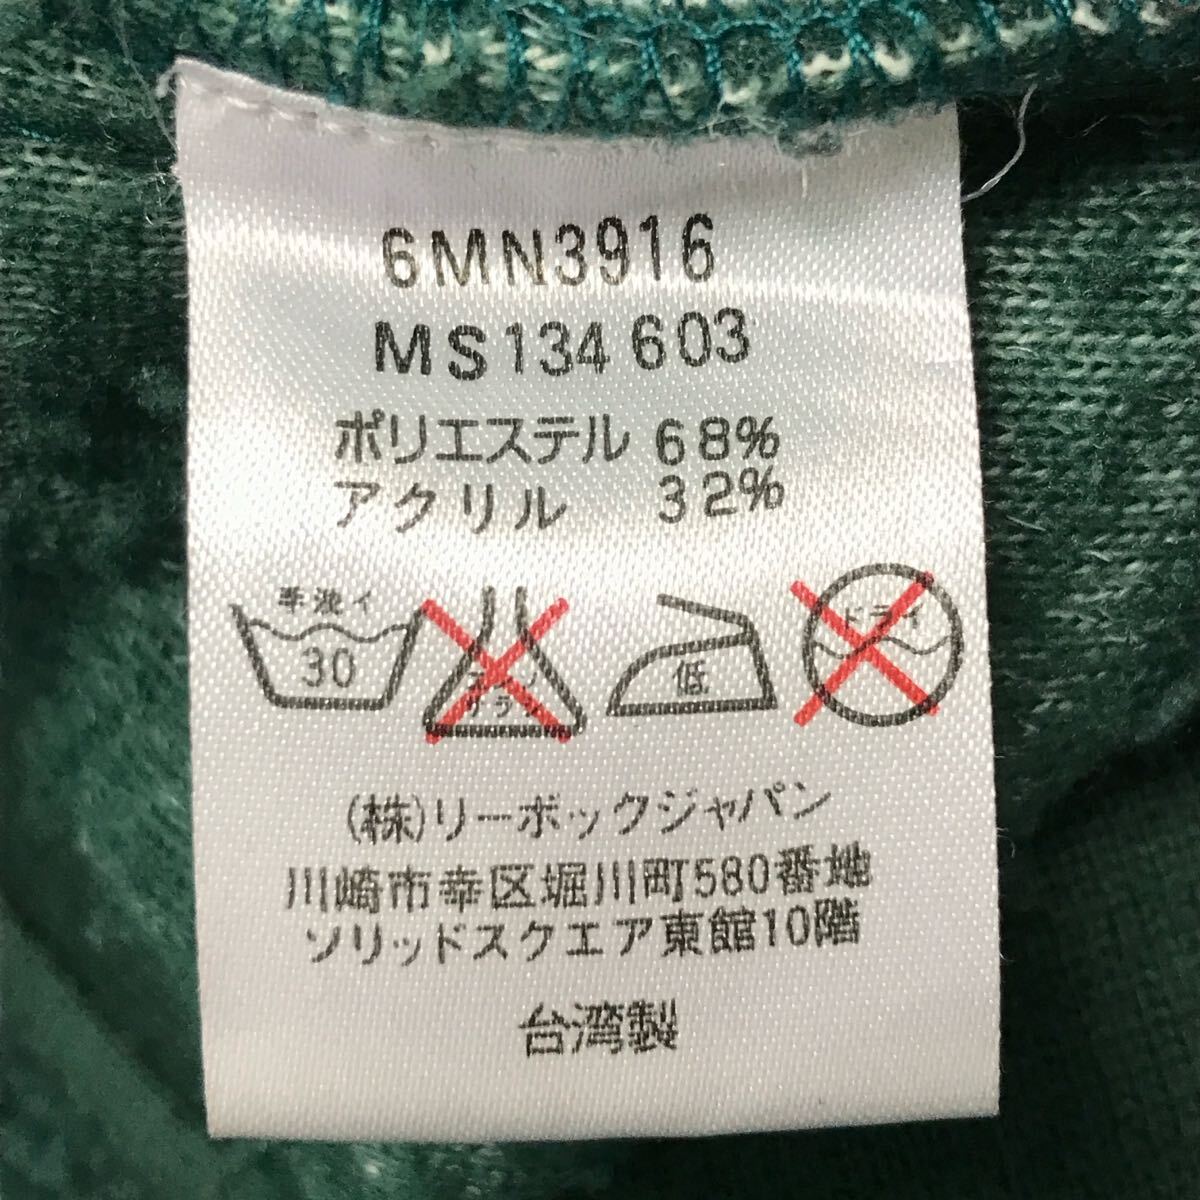 6MN3916
MS134 603
ポリエステル 68%
アクリル 32%
手洗イ
30
低
ドライ
(株)リーボックジャパン
川崎市幸区堀川町580番地
ソリッドスクエア東館10階
台湾製